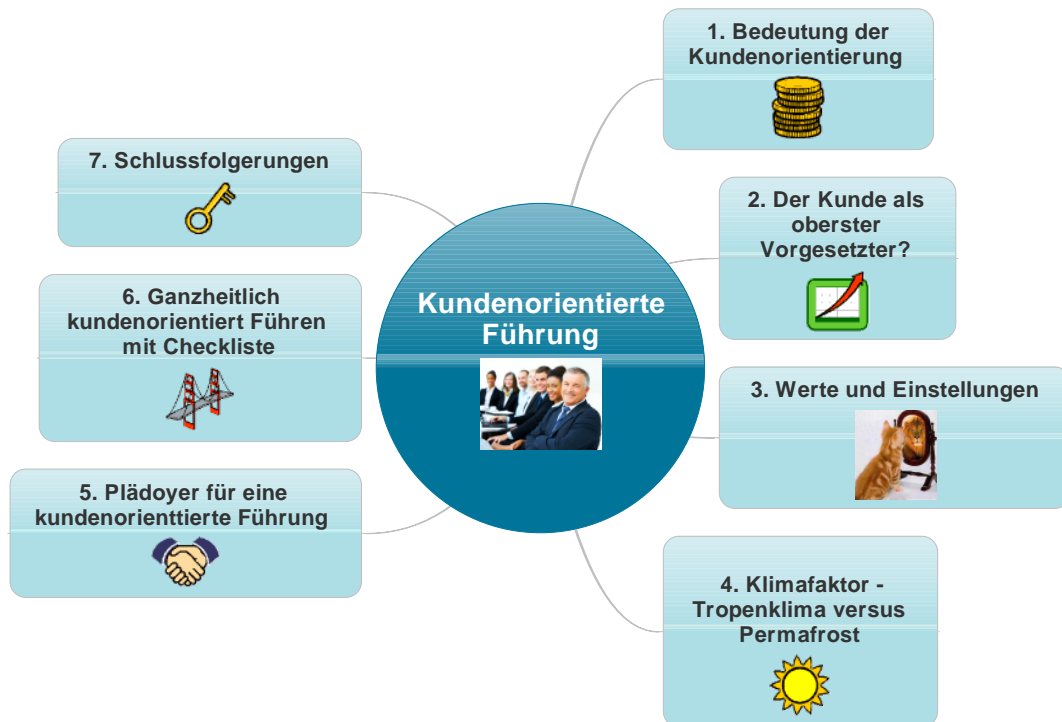 Kundenorientierte
Führung
1. Bedeutung der
Kundenorientierung
2. Der Kunde als
oberster
Vorgesetzter?
3. Werte und Einstellungen
4. Klimafaktor -
Tropenklima versus
Permafrost
5. Plädoyer für eine
kundenorienttierte Führung
6. Ganzheitlich
kundenorientiert Führen
mit Checkliste
7. Schlussfolgerungen